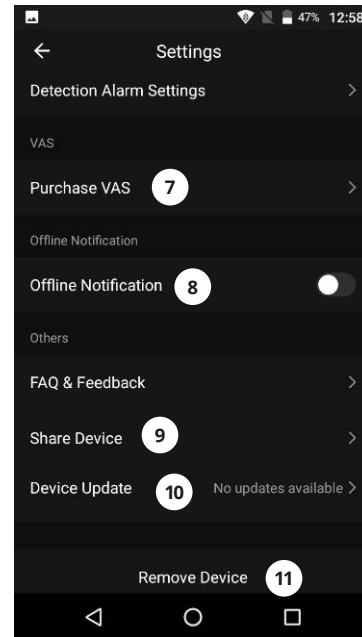 47% 12:58
Settings
Detection Alarm Settings
VAS
Purchase VAS 7
Offline Notification
Offline Notification 8
Others
FAQ & Feedback
Share Device 9
Device Update 10 No updates available
Remove Device 11